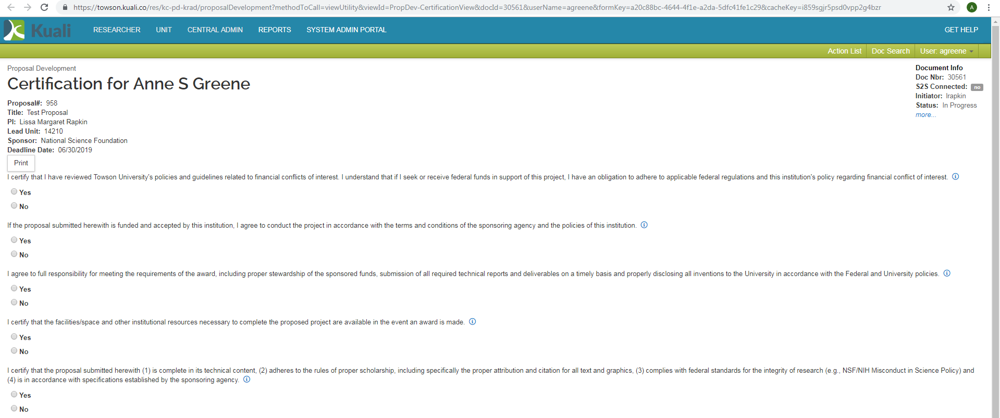 https://towson.kuali.co/res/kc-pd-krad/proposalDevelopment?methodToCall=viewUtility&viewId=PropDev-CertificationView&docId=30561&userName=agreene&formKey=a20c88bc-4644-4f1e-a2da-5dfc41fe1c29&cacheKey=i859sgjr5psd0vpp2g4bzr A
Kuali RESEARCHER UNIT CENTRAL ADMIN REPORTS SYSTEM ADMIN PORTAL GET HELP
Action List Doc Search User: agreene
Proposal Development
Certification for Anne S Greene
Proposal#: 958
Title: Test Proposal
PI: Lissa Margaret Rapkin
Lead Unit: 14210
Sponsor: National Science Foundation
Deadline Date: 06/30/2019
Print
Document Info
Doc Nbr: 30561
S2S Connected: no
Initiator: lrapkin
Status: In Progress
more...
I certify that I have reviewed Towson University's policies and guidelines related to financial conflicts of interest. I understand that if I seek or receive federal funds in support of this project, I have an obligation to adhere to applicable federal regulations and this institution's policy regarding financial conflict of interest.
Yes
No
If the proposal submitted herewith is funded and accepted by this institution, I agree to conduct the project in accordance with the terms and conditions of the sponsoring agency and the policies of this institution.
Yes
No
I agree to full responsibility for meeting the requirements of the award, including proper stewardship of the sponsored funds, submission of all required technical reports and deliverables on a timely basis and properly disclosing all inventions to the University in accordance with the Federal and University policies.
Yes
No
I certify that the facilities/space and other institutional resources necessary to complete the proposed project are available in the event an award is made.
Yes
No
I certify that the proposal submitted herewith (1) is complete in its technical content, (2) adheres to the rules of proper scholarship, including specifically the proper attribution and citation for all text and graphics, (3) complies with federal standards for the integrity of research (e.g., NSF/NIH Misconduct in Science Policy) and
(4) is in accordance with specifications established by the sponsoring agency.
Yes
No